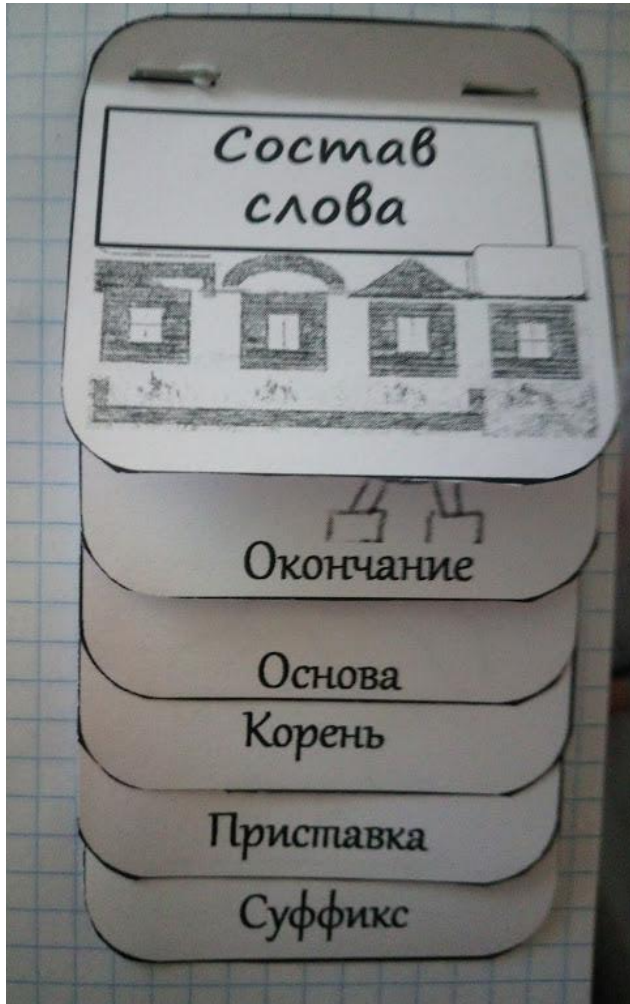 Состав
слова
Окончание
Основа
Корень
Приставка
Суффикс